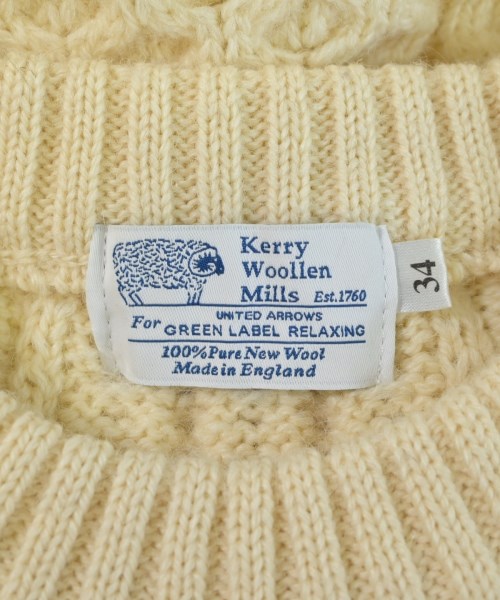 Kerry
Woollen
Mills Est.1760
For UNITED ARROWS
GREEN LABEL RELAXING
100% Pure New Wool
Made in England
34